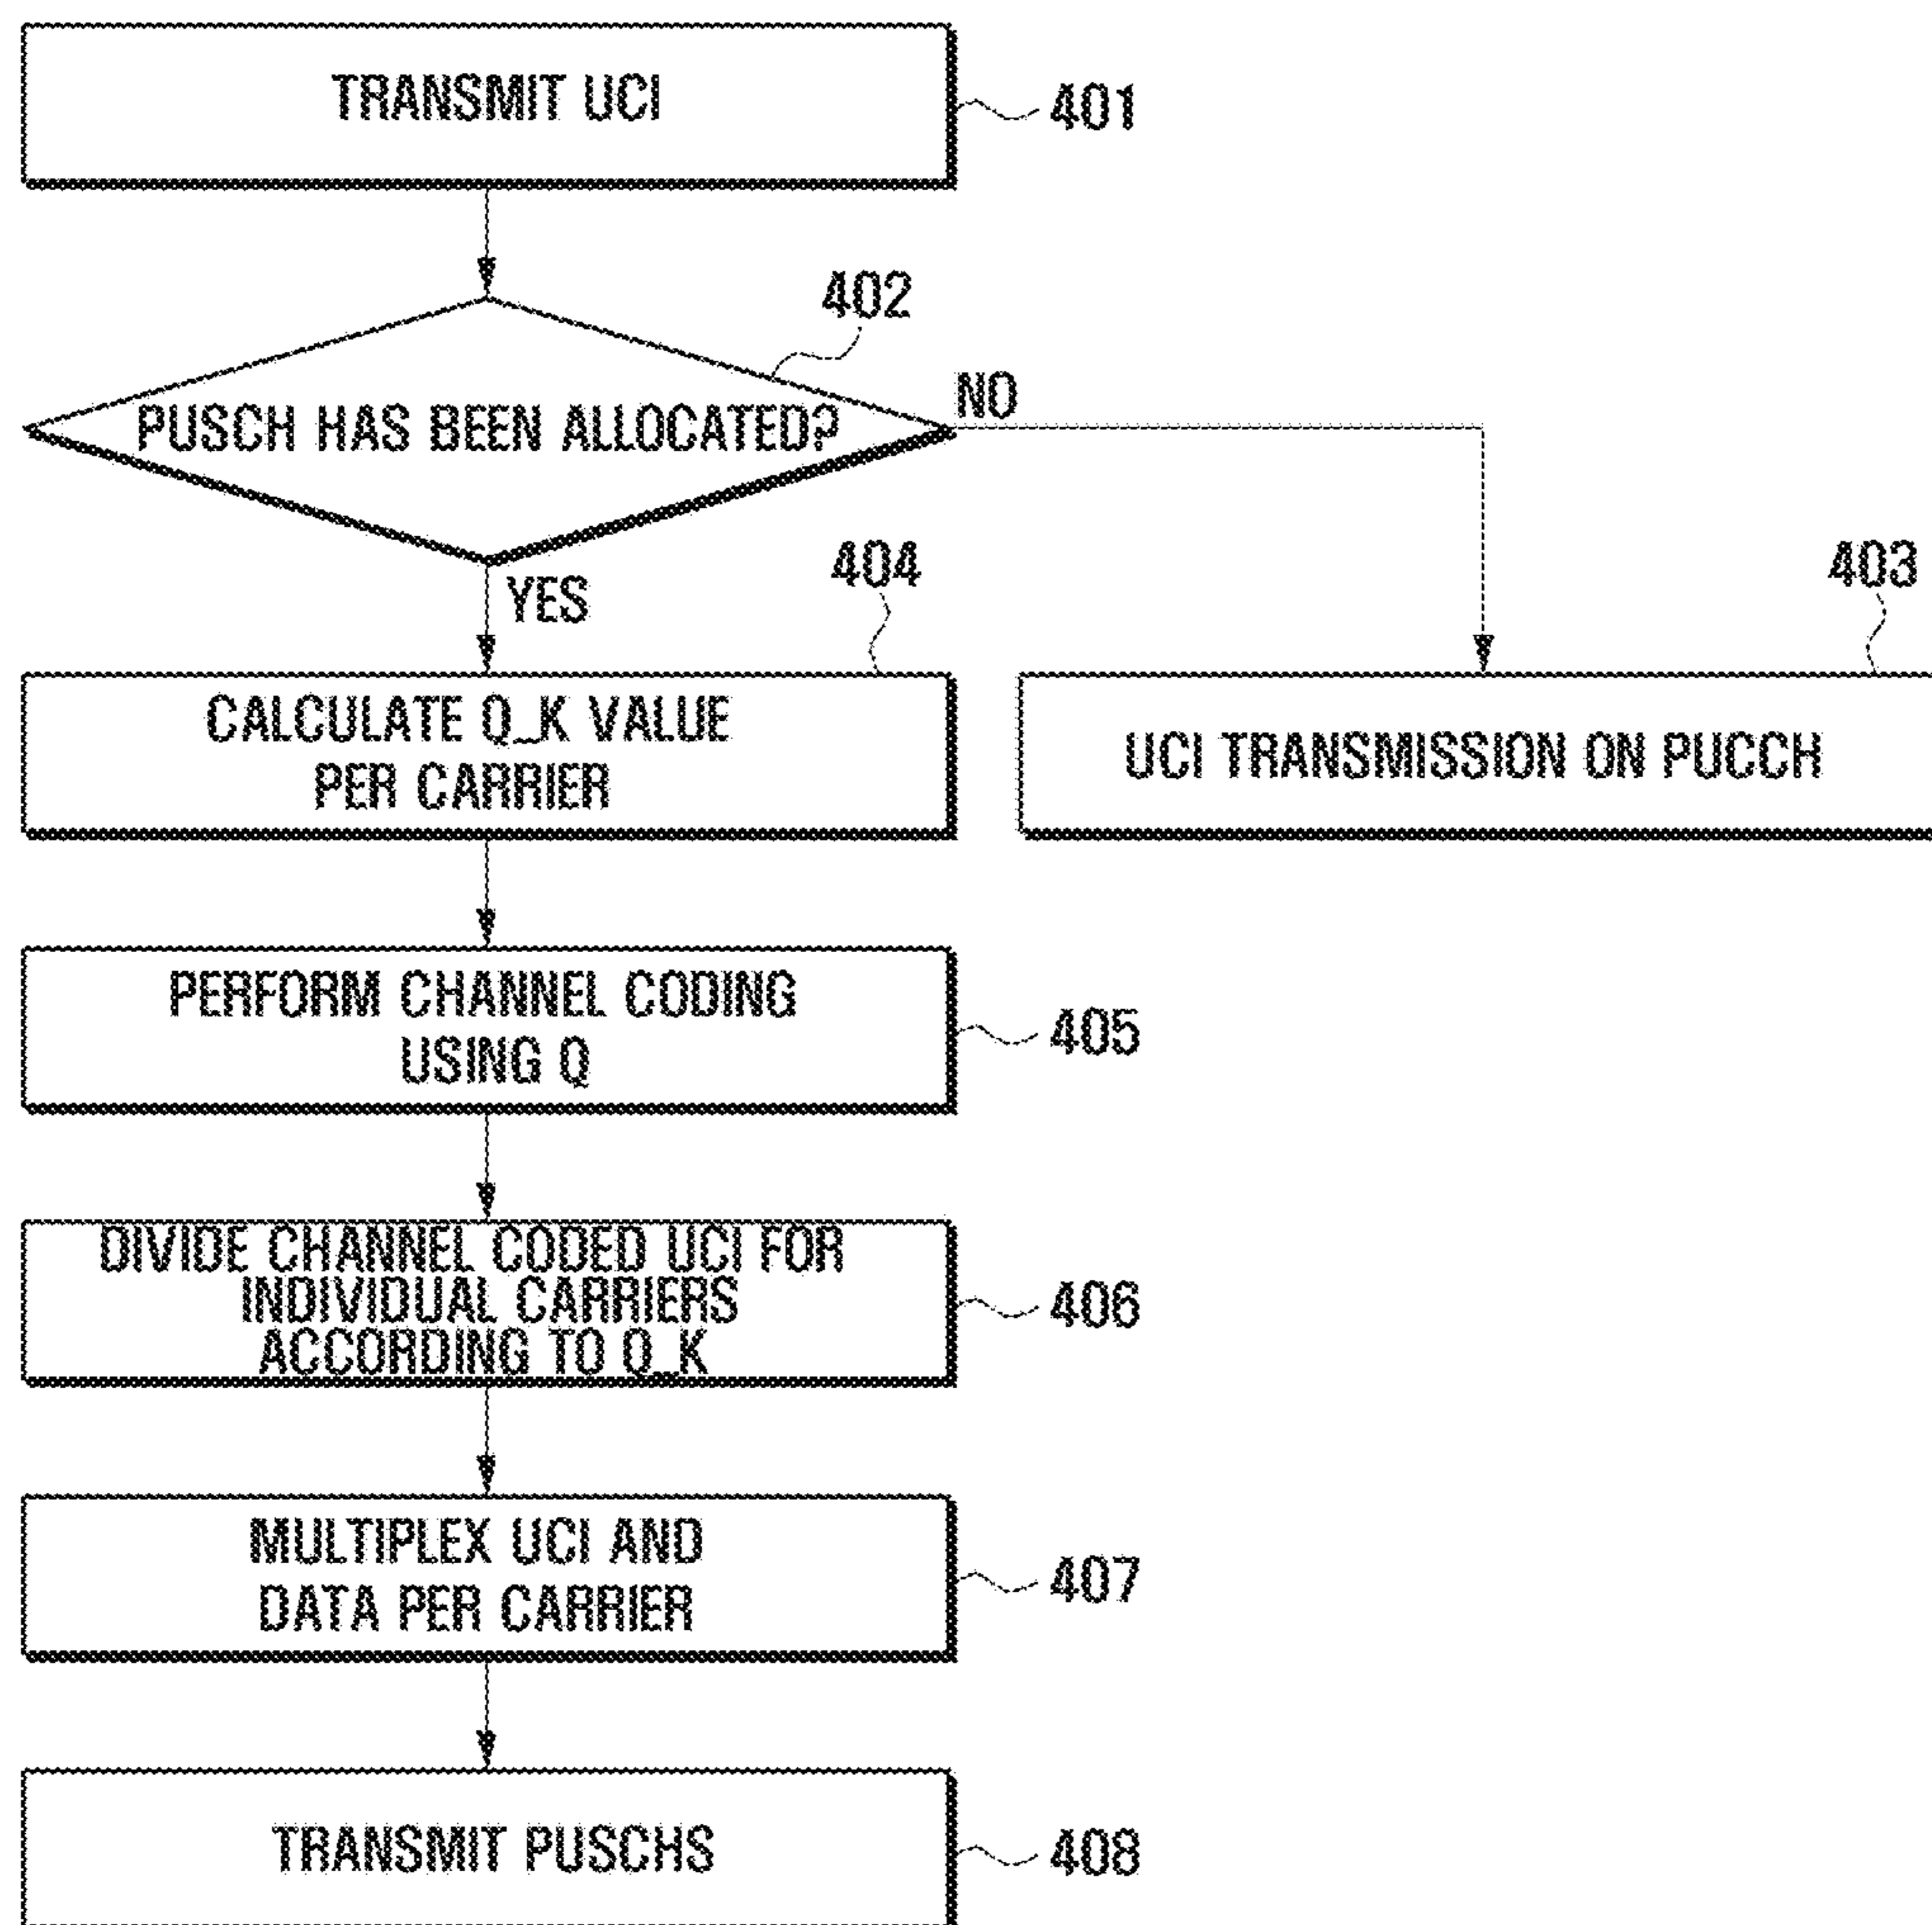 TRANSMIT UCI
401
402
PUSCH HAS BEEN ALLOCATED?
NO
YES
404
403
CALCULATE Q_K VALUE
PER CARRIER
UCI TRANSMISSION ON PUCCH
PERFORM CHANNEL CODING
USING Q
405
DIVIDE CHANNEL CODED UCI FOR
INDIVIDUAL CARRIERS
ACCORDING TO Q_K
406
MULTIPLEX UCI AND
DATA PER CARRIER
407
TRANSMIT PUSCHS
408